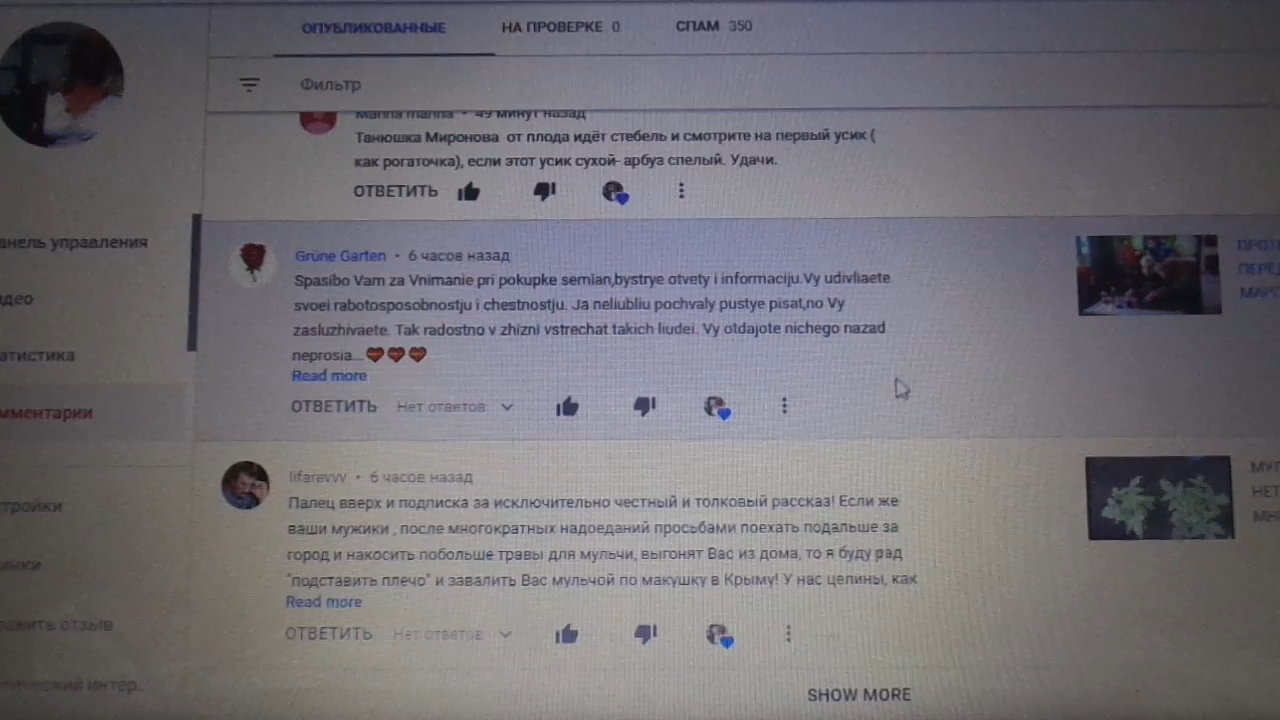 ОПУБЛИКОВАННЫЕ НА ПРОВЕРКЕ 0 СПАМ 350
Фильтр
Manna manna • 49 минут назад
Танюшка Миронова от плода идёт стебель и смотрите на первый усик (
как рогаточка), если этот усик сухой- арбуз спелый. Удачи.
ОТВЕТИТЬ
анель управления
идео
атистика
мментарии
тройки
Grüne Garten • 6 часов назад
Spasibo Vam za Vnimanie pri pokupke semian,bystrye otvety i informaciju.Vy udivliaete
svoei rabotosposobnostju i chestnostju. Ja neliubliu pochvaly pustye pisat,no Vy
zasluzhivaete. Tak radostno v zhizni vstrechat takich liudei. Vy otdajote nichego nazad
neprosia...
Read more
ОТВЕТИТЬ Нет ответов
lifarevvv • 6 часов назад
Палец вверх и подписка за исключительно честный и толковый рассказ! Если же
ваши мужики , после многократных надоеданий просьбами поехать подальше за
город и накосить побольше травы для мульчи, выгонят Вас из дома, то я буду рад
"подставить плечо" и завалить Вас мульчой по макушку в Крыму! У нас целины, как
Read more
ОТВЕТИТЬ Нет ответов
SHOW MORE